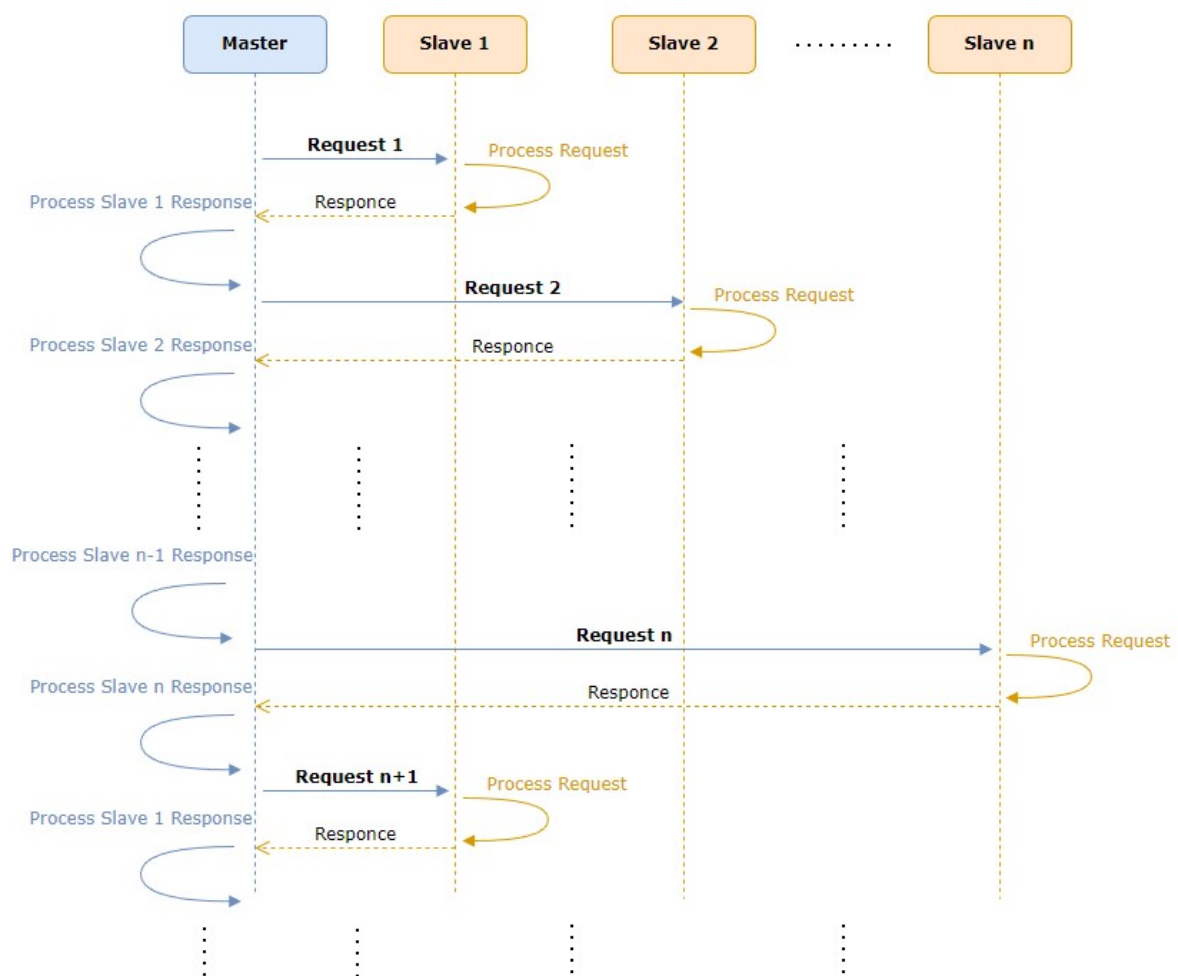 Master
Slave 1
Slave 2
.........
Slave n
Request 1
Process Request
Process Slave 1 Response
Responce
Request 2
Process Request
Process Slave 2 Response
Responce
Process Slave n-1 Response
Request n
Process Request
Process Slave n Response
Responce
Request n+1
Process Request
Process Slave 1 Response
Responce